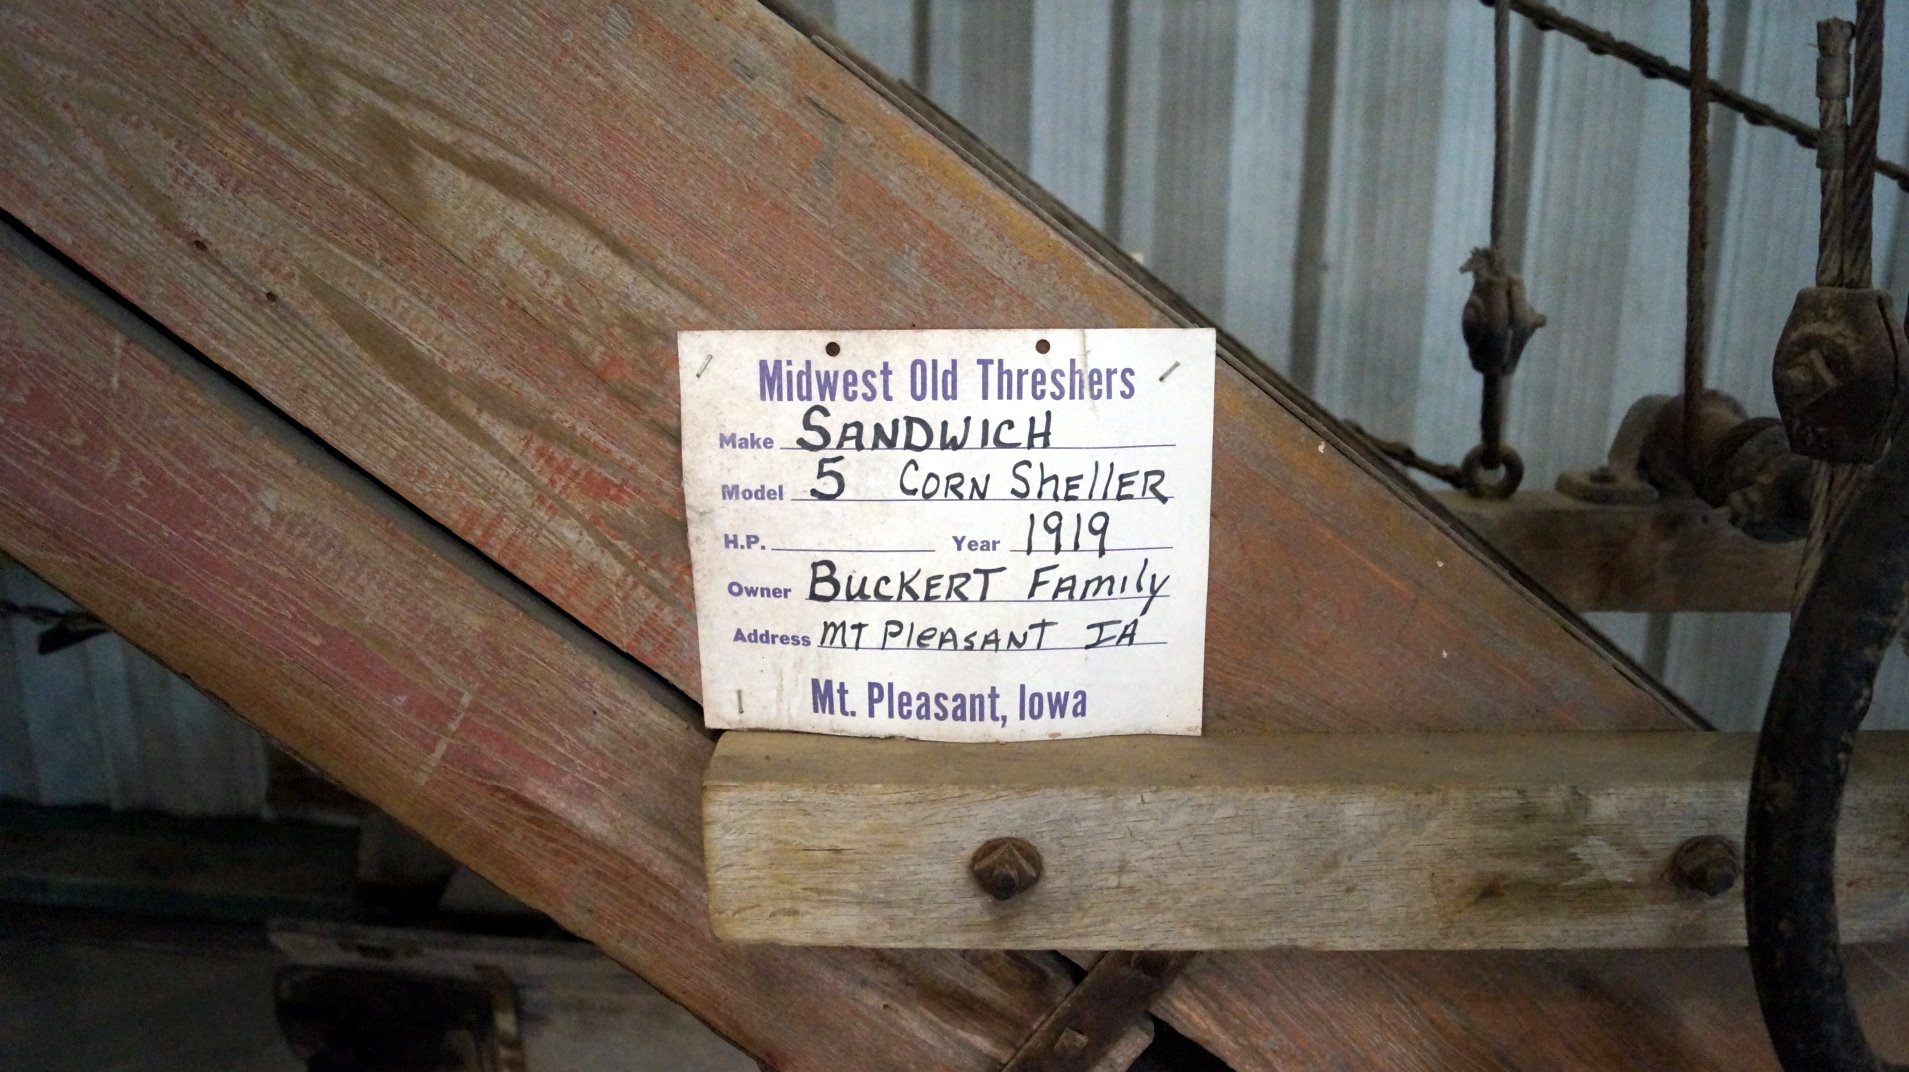 Midwest Old Threshers
Make SANDWICH
Model 5 CORN SHEllER
H.P. Year 1919
Owner BUCKERT FAMIly
Address MT PleASANT IA
Mt. Pleasant, Iowa